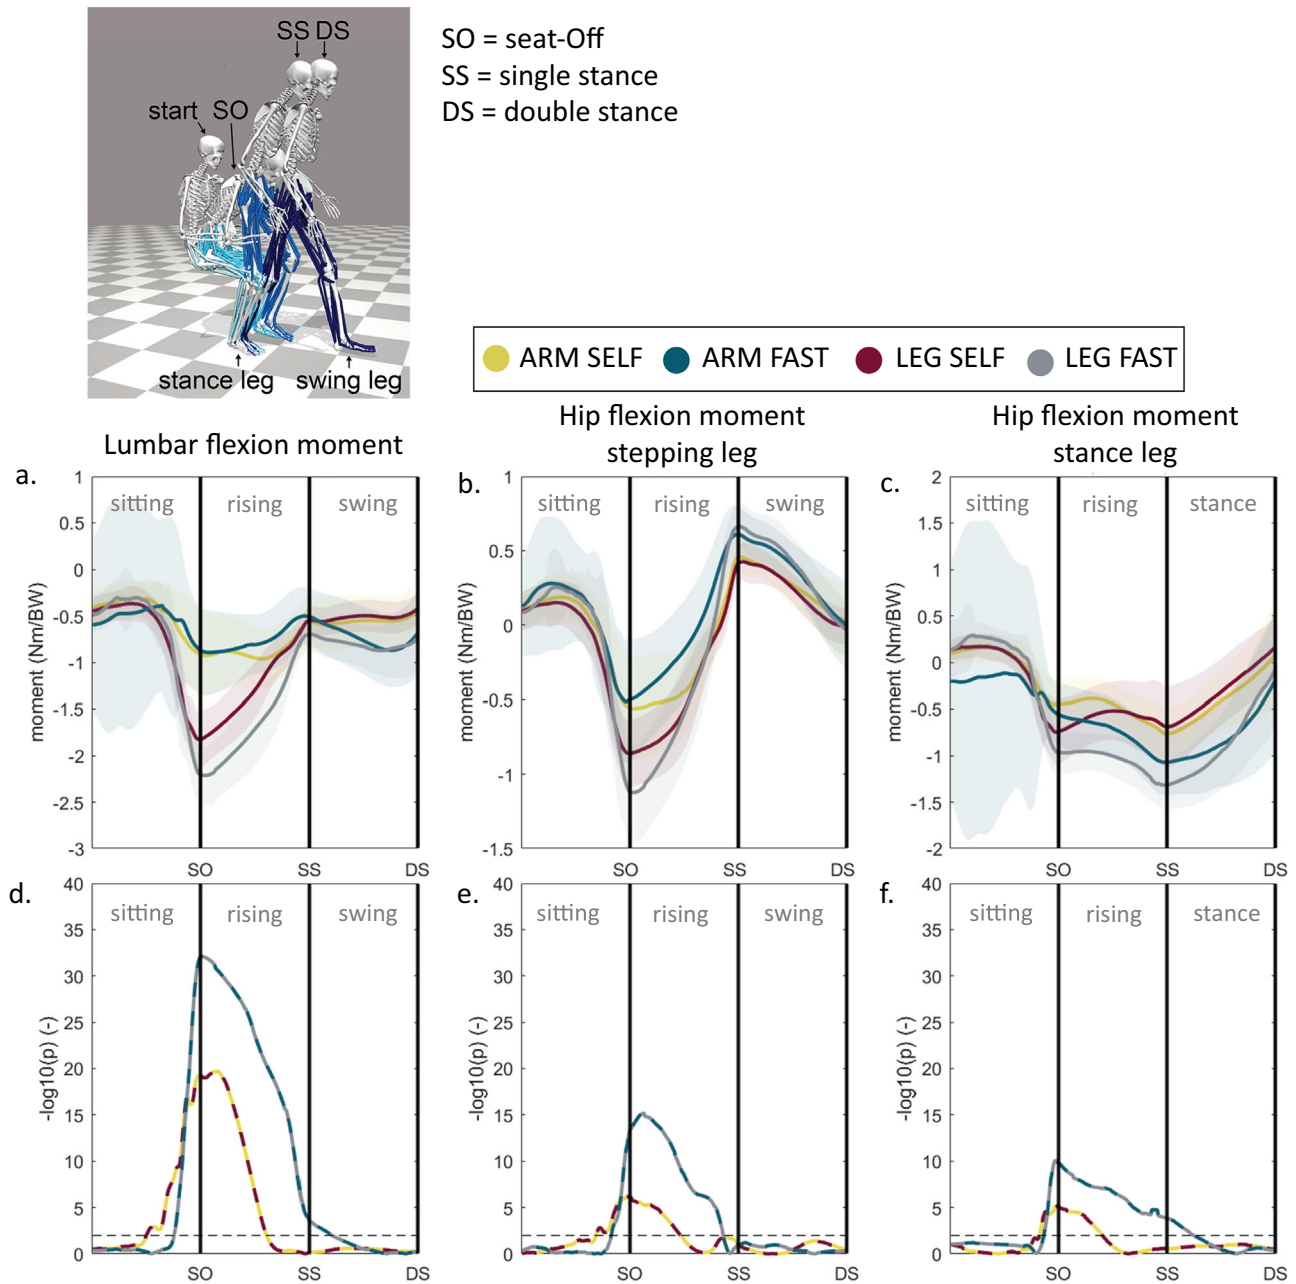 SS DS
start SO
stance leg swing leg
SO = seat-Off
SS = single stance
DS = double stance
ARM SELF ARM FAST LEG SELF LEG FAST
Lumbar flexion moment
Hip flexion moment
stepping leg
Hip flexion moment
stance leg
a.
sitting rising swing
moment (Nm/BW)
1
0.5
0
-0.5
-1
-1.5
-2
-2.5
-3
SO SS DS
b.
sitting rising swing
moment (Nm/BW)
1
0.5
0
-0.5
-1
-1.5
SO SS DS
c.
sitting rising stance
moment (Nm/BW)
2
1.5
1
0.5
0
-0.5
-1
-1.5
-2
SO SS DS
d.
sitting rising swing
-log10(p) (-)
40
35
30
25
20
15
10
5
0
SO SS DS
e.
sitting rising swing
-log10(p) (-)
40
35
30
25
20
15
10
5
0
SO SS DS
f.
sitting rising stance
-log10(p) (-)
40
35
30
25
20
15
10
5
0
SO SS DS